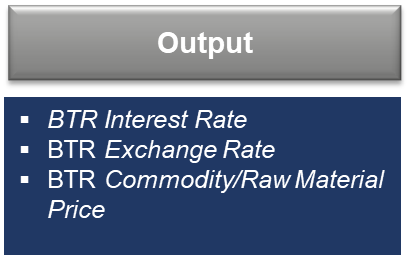 Output
▪ BTR Interest Rate
▪ BTR Exchange Rate
▪ BTR Commodity/Raw Material
Price